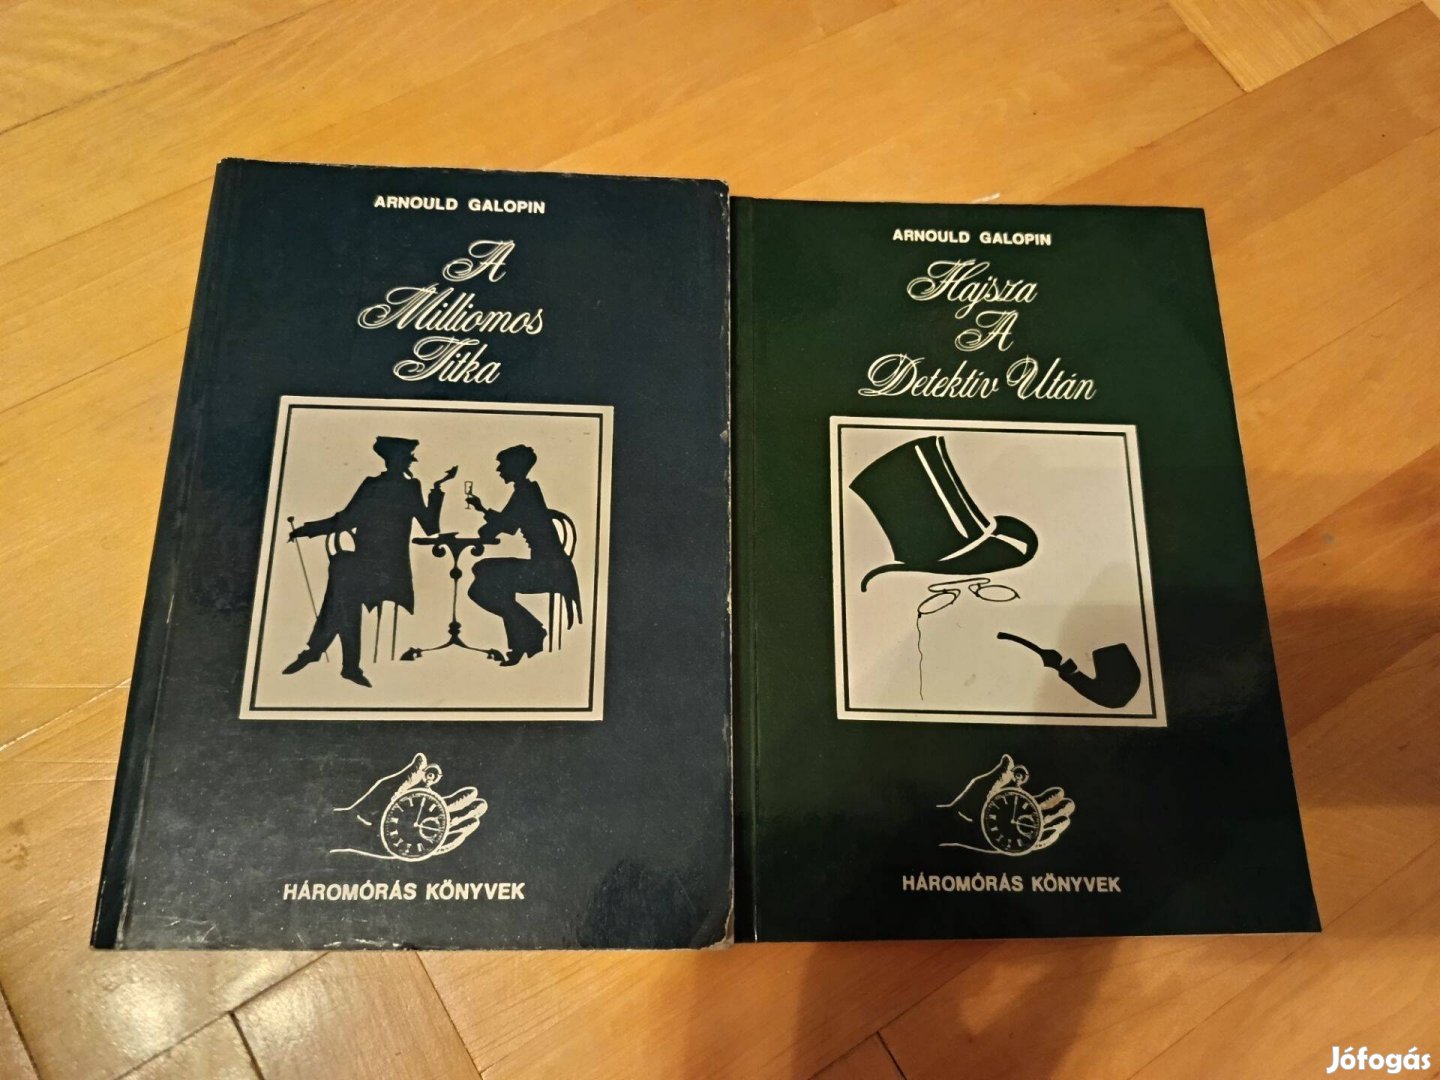 ARNOULD GALOPIN
A
Milliomos
Titka
HÁROMÓRÁS KÖNYVEK
ARNOULD GALOPIN
Hajsza
A
Detektív Után
HÁROMÓRÁS KÖNYVEK
Jófogás